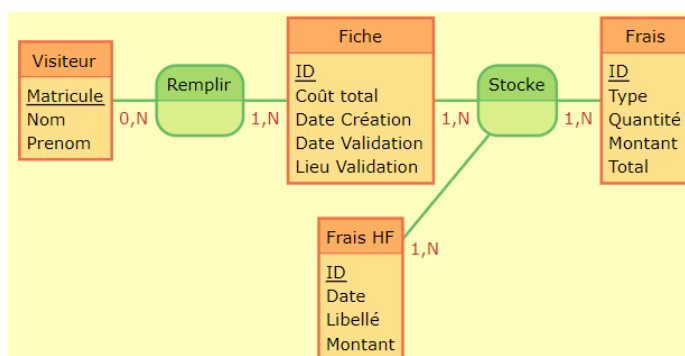 Visiteur
Matricule
Nom
Prenom
0,N
Remplir
1,N
Fiche
ID
Coût total
Date Création
Date Validation
Lieu Validation
1,N
Stocke
1,N
Frais
ID
Type
Quantité
Montant
Total
Frais HF
1,N
ID
Date
Libellé
Montant